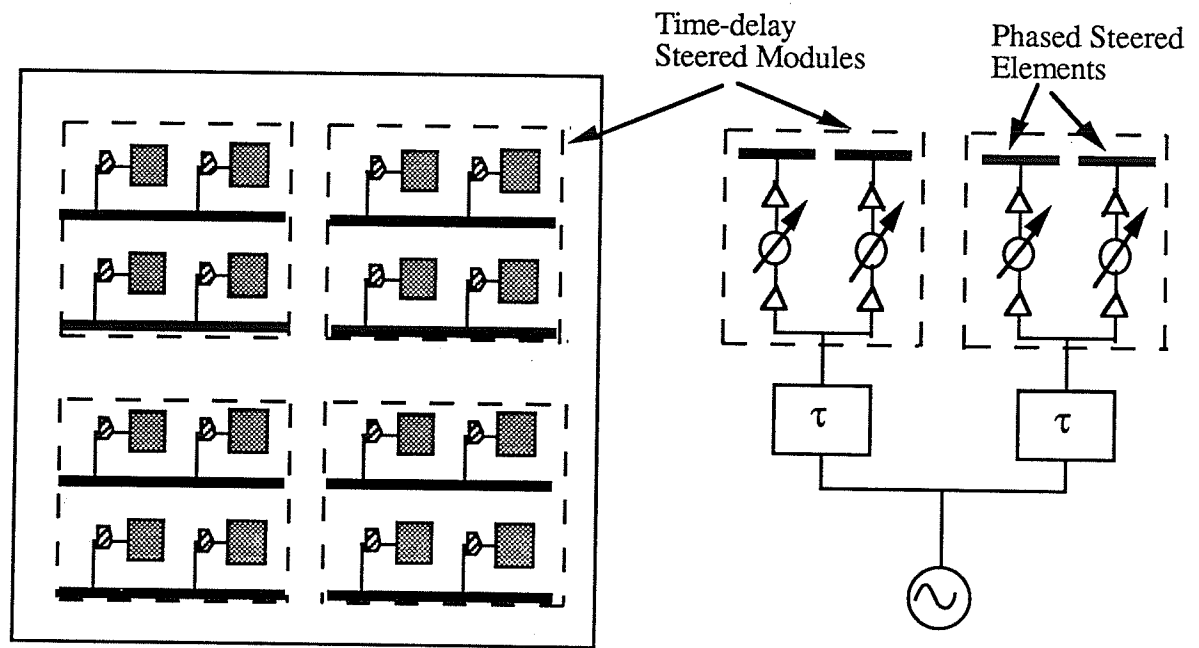 Time-delay
Steered Modules
Phased Steered
Elements
τ
τ